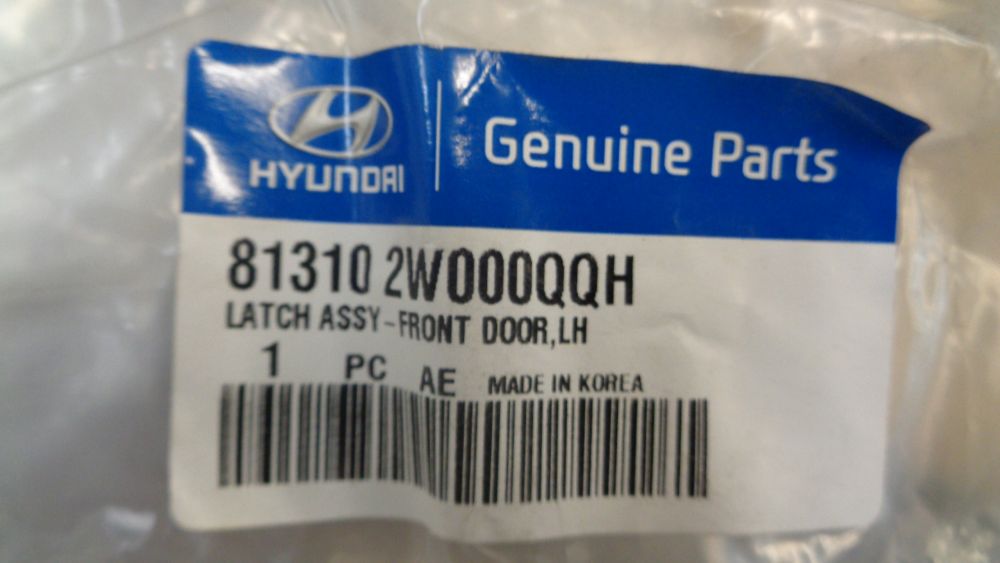 HYUNDAI
Genuine Parts
81310 2W000QQH
LATCH ASSY-FRONT DOOR,LH
1 PC AE MADE IN KOREA